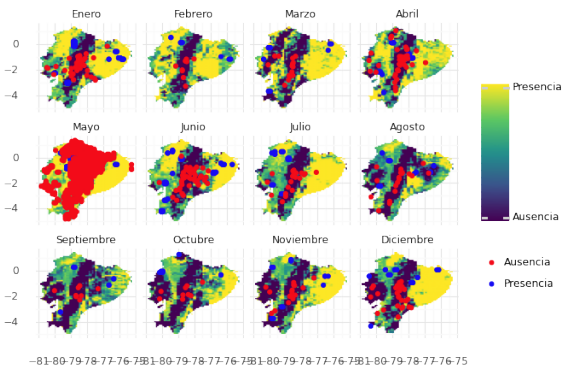 Enero Febrero Marzo Abril
0
−2
−4
Mayo Junio Julio Agosto
0
−2
−4
Septiembre Octubre Noviembre Diciembre
0
−2
−4
−81−80−79−78−77−76−75 −81−80−79−78−77−76−75 −81−80−79−78−77−76−75 −81−80−79−78−77−76−75
Presencia
Ausencia
Ausencia
Presencia